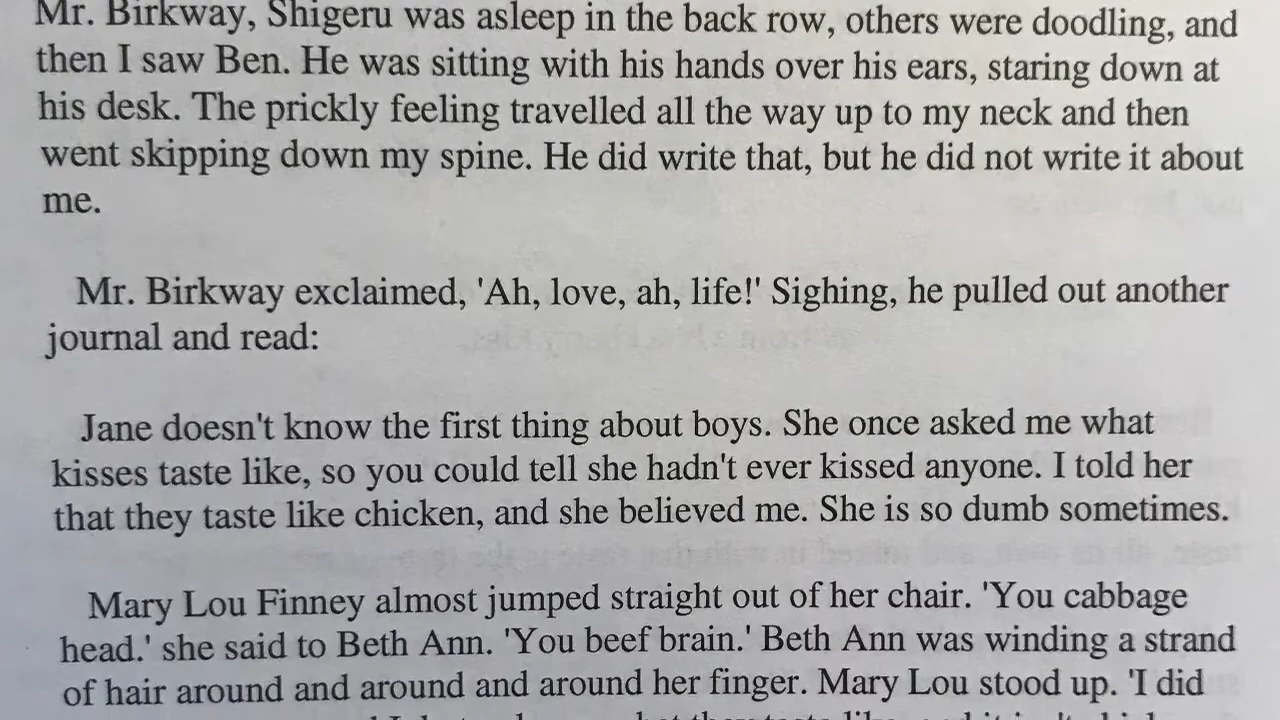 Mr. Birkway, Shigeru was asleep in the back row, others were doodling, and
then I saw Ben. He was sitting with his hands over his ears, staring down at
his desk. The prickly feeling travelled all the way up to my neck and then
went skipping down my spine. He did write that, but he did not write it about
me.
Mr. Birkway exclaimed, 'Ah, love, ah, life!' Sighing, he pulled out another
journal and read:
Jane doesn't know the first thing about boys. She once asked me what
kisses taste like, so you could tell she hadn't ever kissed anyone. I told her
that they taste like chicken, and she believed me. She is so dumb sometimes.
Mary Lou Finney almost jumped straight out of her chair. 'You cabbage
head.' she said to Beth Ann. 'You beef brain.' Beth Ann was winding a strand
of hair around and around and around her finger. Mary Lou stood up. 'I did